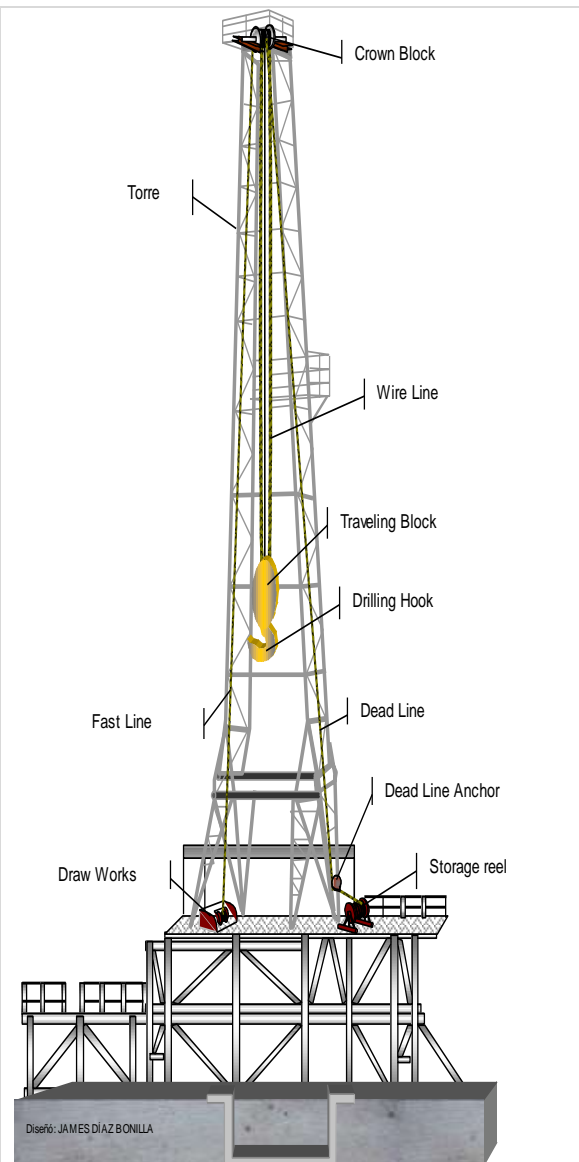 Crown Block
Torre
Wire Line
Traveling Block
Drilling Hook
Fast Line
Dead Line
Dead Line Anchor
Draw Works
Storage reel
Diseñó: JAMES DÍAZ BONILLA